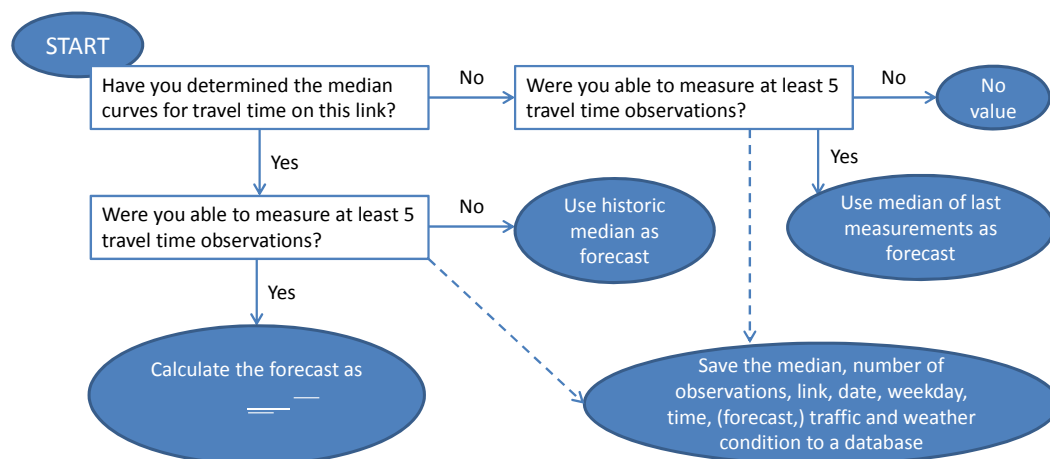 START
Have you determined the median
curves for travel time on this link?
No
Were you able to measure at least 5
travel time observations?
No
No
value
Yes
Yes
Were you able to measure at least 5
travel time observations?
No
Use historic
median as
forecast
Use median of last
measurements as
forecast
Yes
Calculate the forecast as
Save the median, number of
observations, link, date, weekday,
time, (forecast,) traffic and weather
condition to a database